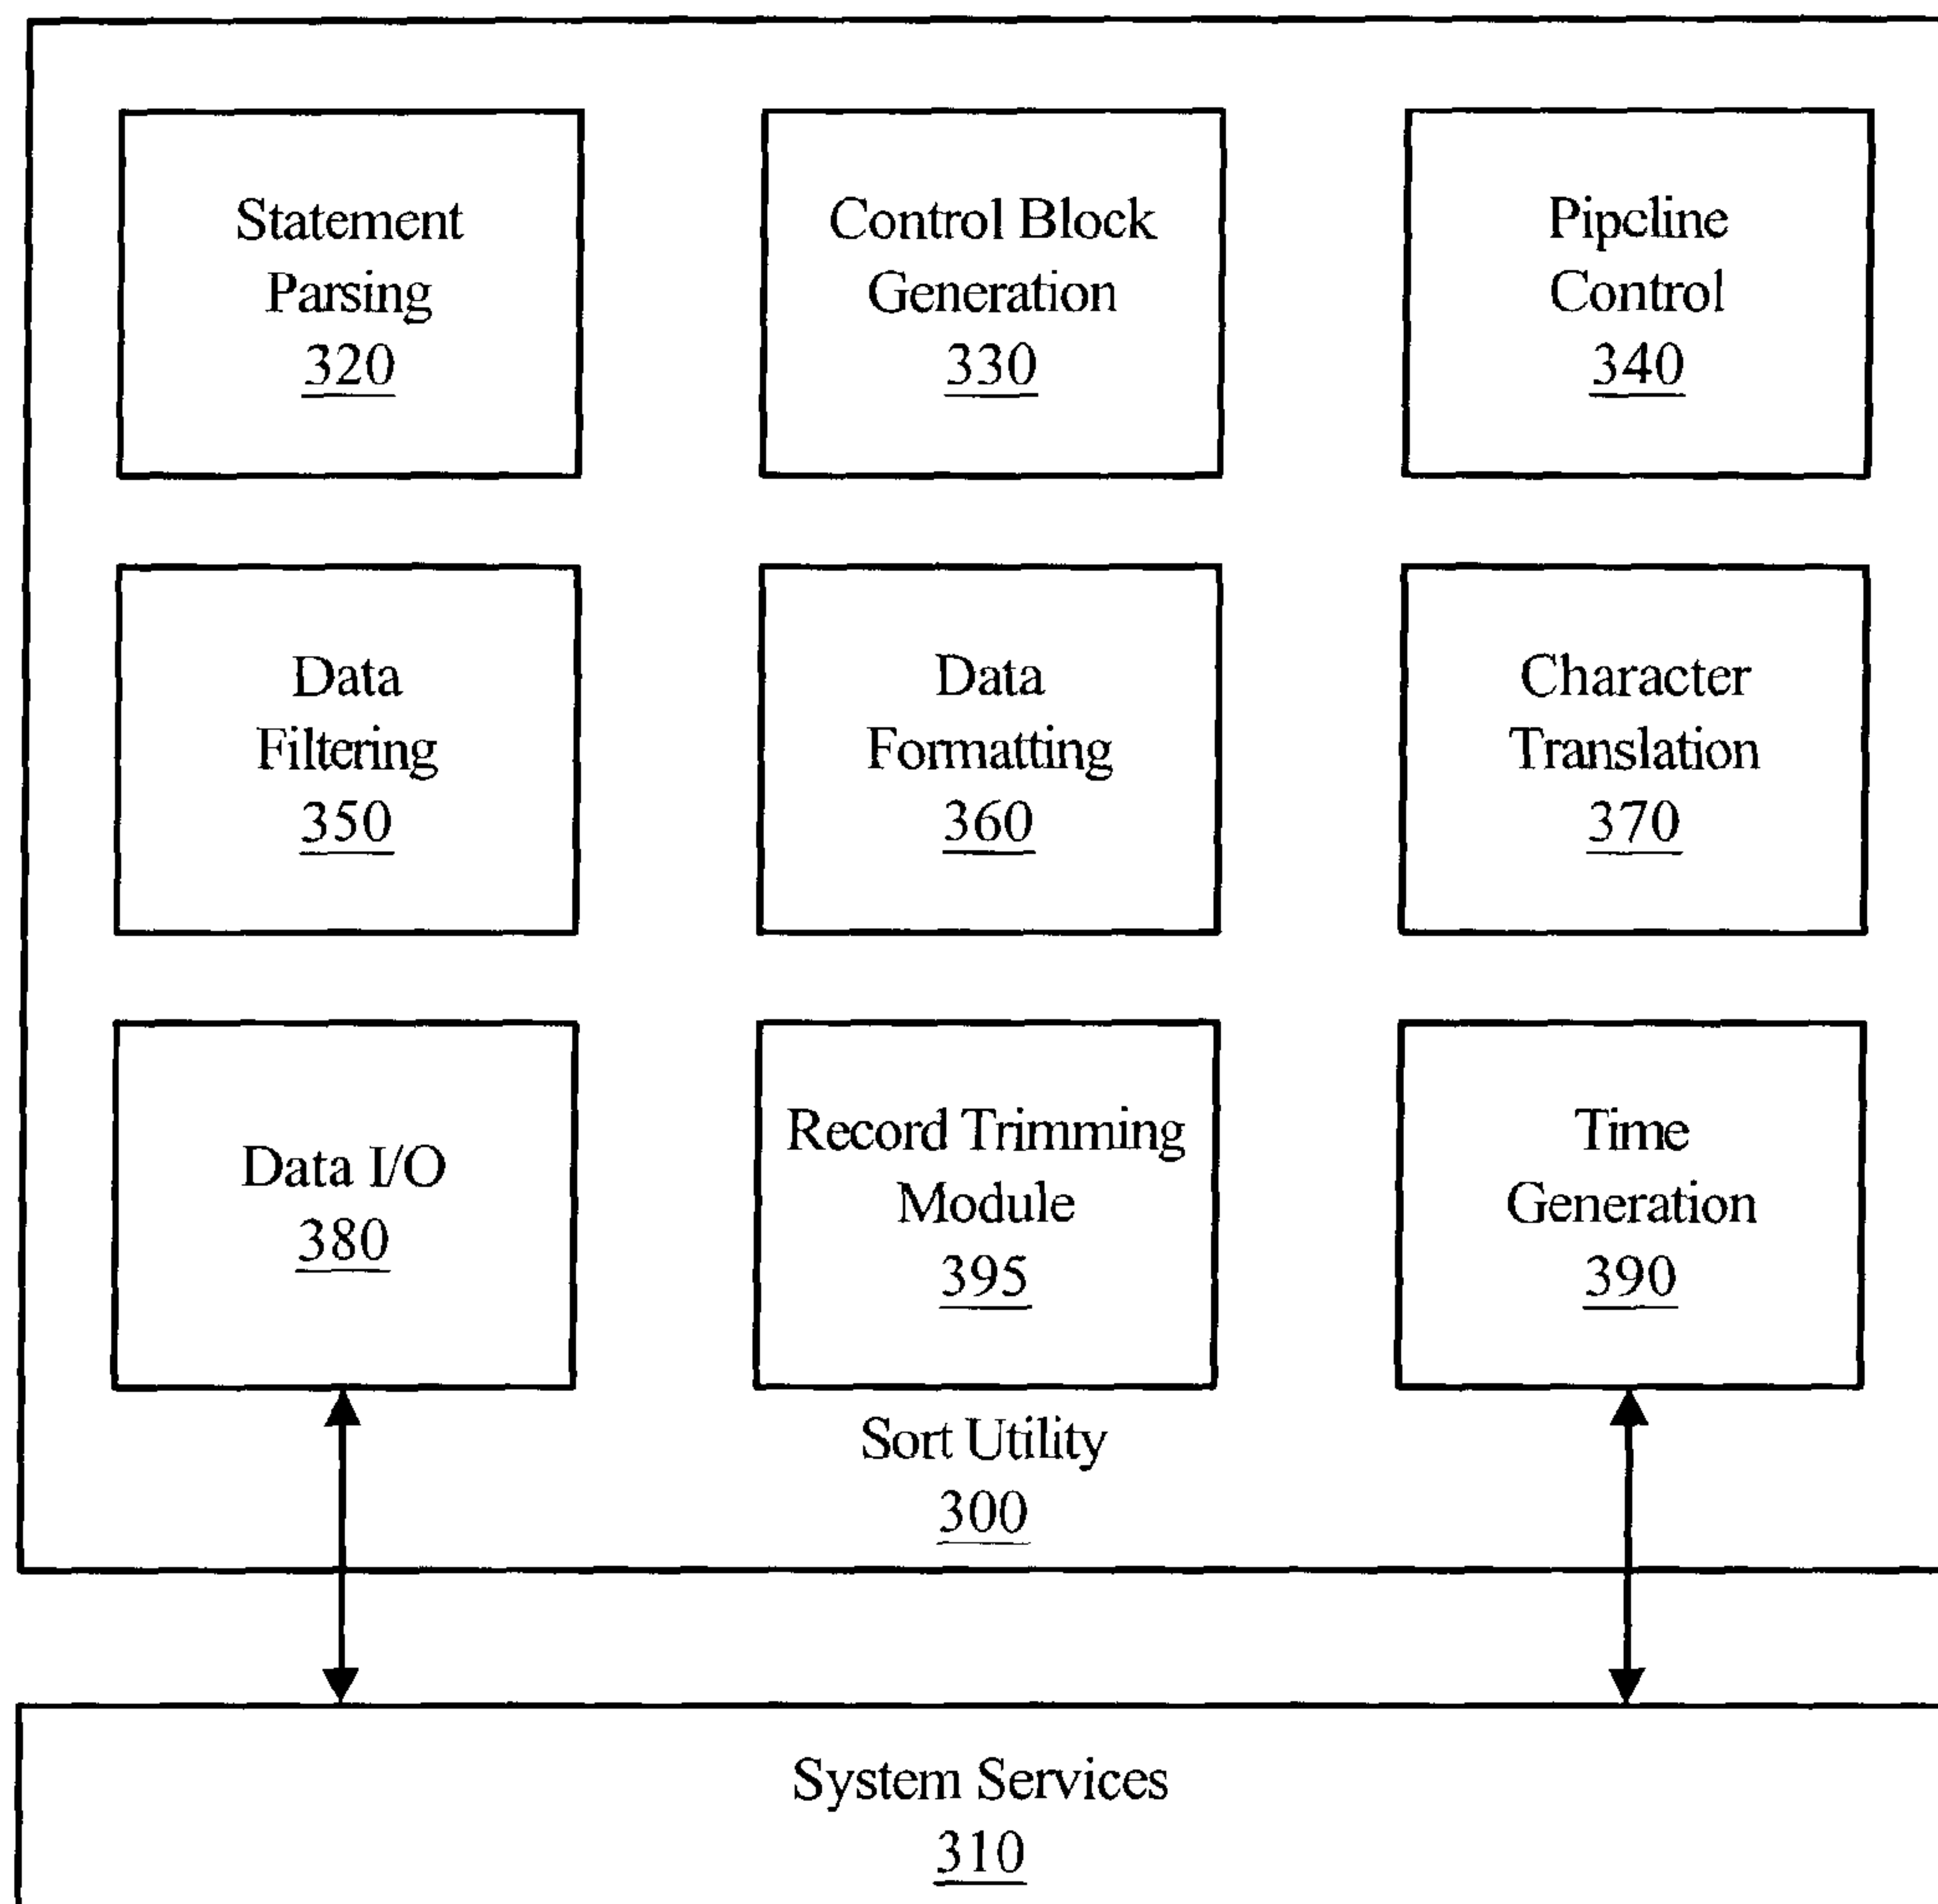 Statement
Parsing
320
Control Block
Generation
330
Pipeline
Control
340
Data
Filtering
350
Data
Formatting
360
Character
Translation
370
Data I/O
380
Record Trimming
Module
395
Time
Generation
390
Sort Utility
300
System Services
310